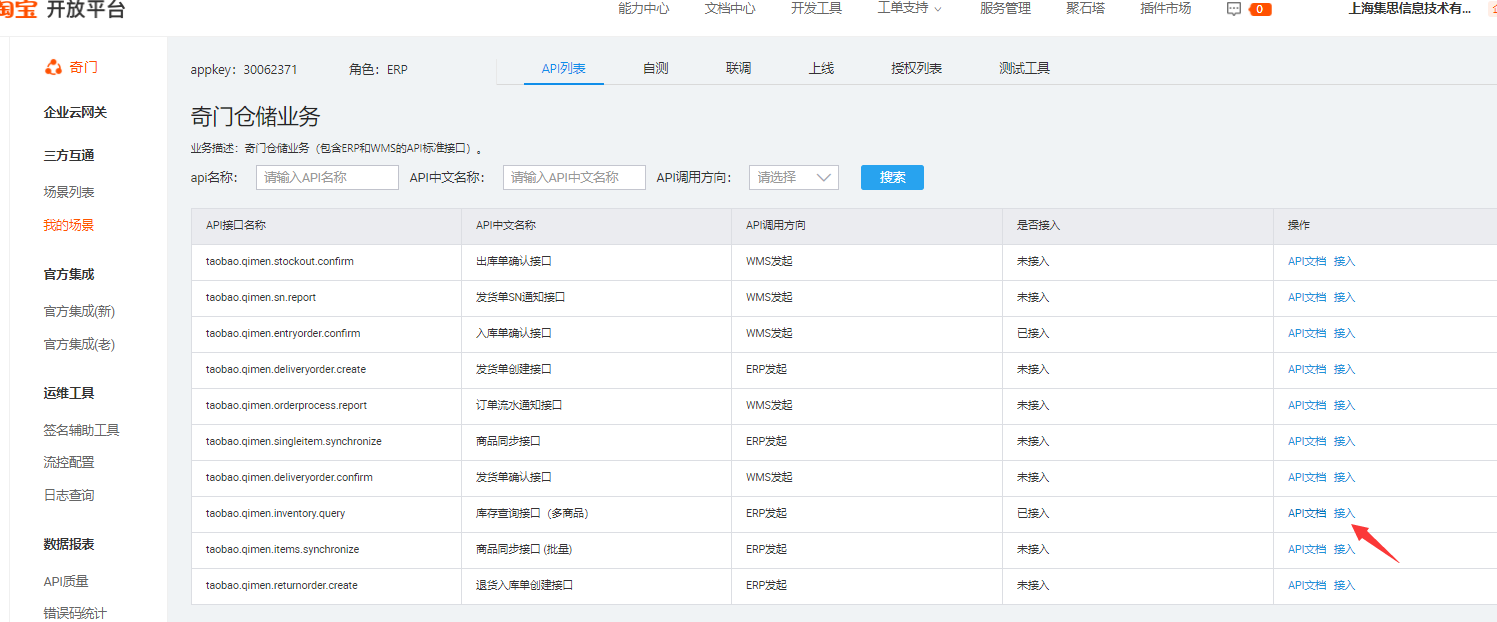 淘宝 开放平台 能力中心 文档中心 开发工具 工单支持 服务管理 聚石塔 插件市场 0 上海集思信息技术有...
奇门
企业云网关
三方互通
场景列表
我的场景
官方集成
官方集成(新)
官方集成(老)
运维工具
签名辅助工具
流控配置
日志查询
数据报表
API质量
错误码统计
appkey：30062371 角色：ERP API列表 自测 联调 上线 授权列表 测试工具
奇门仓储业务
业务描述：奇门仓储业务（包含ERP和WMS的API标准接口）。
api名称： 请输入API名称 API中文名称： 请输入API中文名称 API调用方向： 请选择 搜索
API接口名称 API中文名称 API调用方向 是否接入 操作
taobao.qimen.stockout.confirm 出库单确认接口 WMS发起 未接入 API文档 接入
taobao.qimen.sn.report 发货单SN通知接口 WMS发起 未接入 API文档 接入
taobao.qimen.entryorder.confirm 入库单确认接口 WMS发起 已接入 API文档 接入
taobao.qimen.deliveryorder.create 发货单创建接口 ERP发起 未接入 API文档 接入
taobao.qimen.orderprocess.report 订单流水通知接口 WMS发起 未接入 API文档 接入
taobao.qimen.singleitem.synchronize 商品同步接口 ERP发起 未接入 API文档 接入
taobao.qimen.deliveryorder.confirm 发货单确认接口 WMS发起 未接入 API文档 接入
taobao.qimen.inventory.query 库存查询接口（多商品） ERP发起 已接入 API文档 接入
taobao.qimen.items.synchronize 商品同步接口 (批量) ERP发起 未接入 API文档 接入
taobao.qimen.returnorder.create 退货入库单创建接口 ERP发起 未接入 API文档 接入